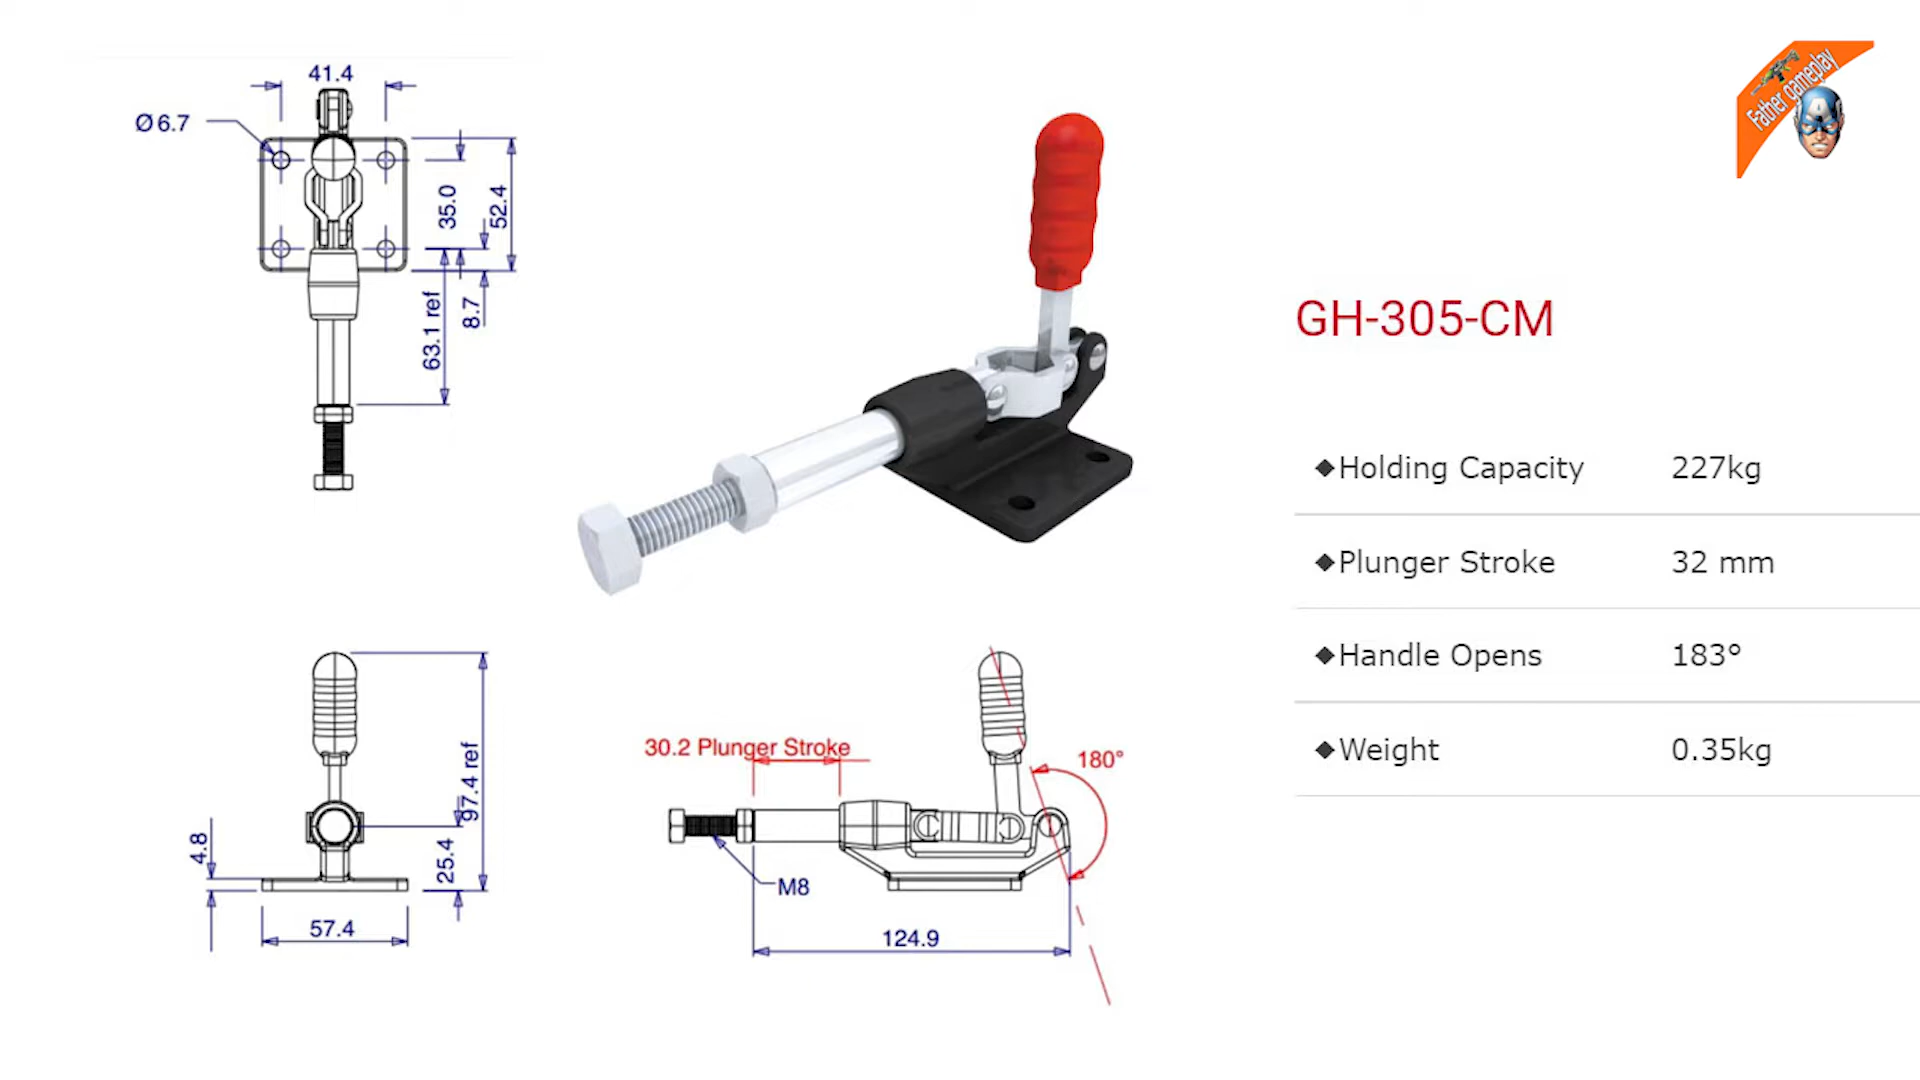 41.4
Ø6.7
35.0
52.4
63.1 ref
8.7
Father gameplay
GH-305-CM
◆Holding Capacity 227kg
◆Plunger Stroke 32 mm
◆Handle Opens 183°
◆Weight 0.35kg
97.4 ref
4.8
25.4
57.4
30.2 Plunger Stroke
180°
M8
124.9